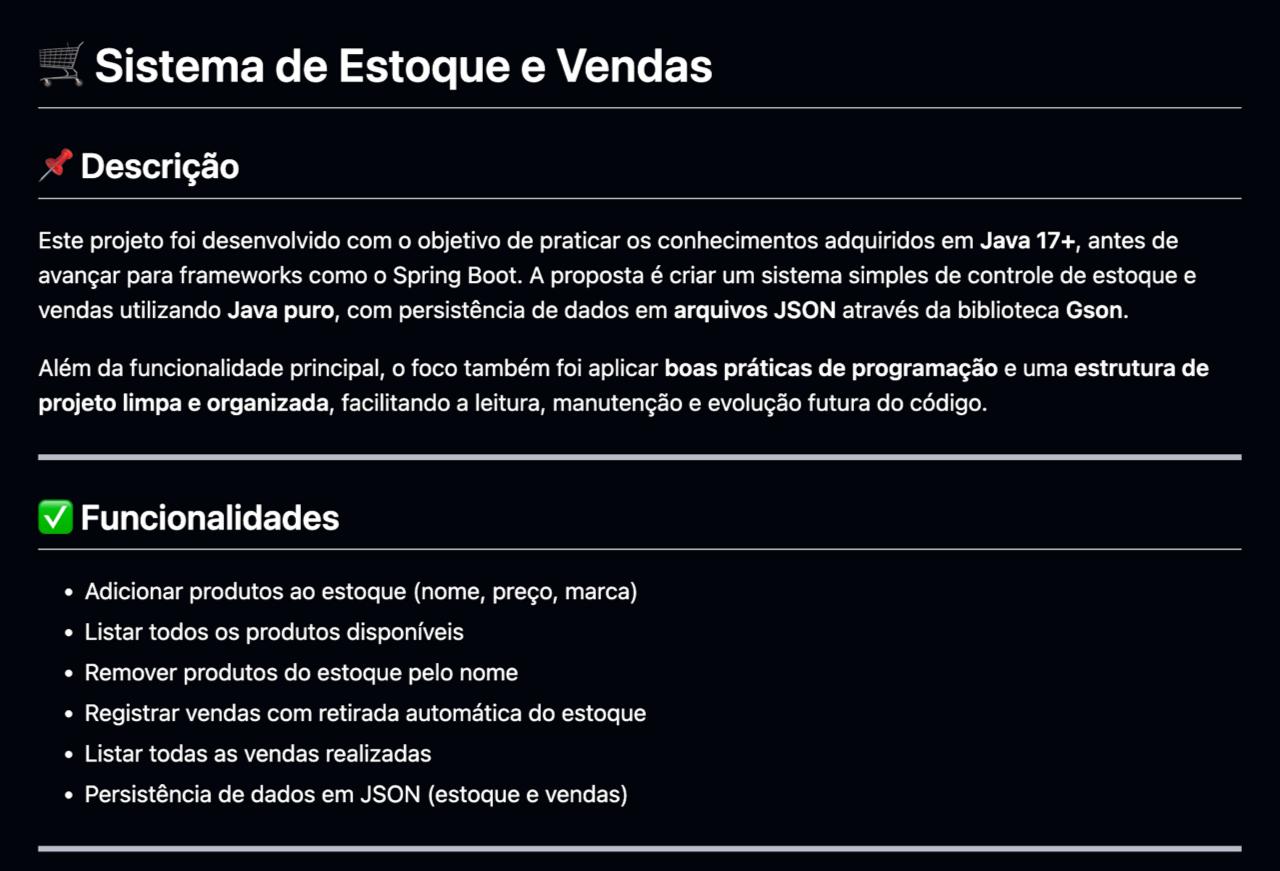 🛒 Sistema de Estoque e Vendas
📌 Descrição
Este projeto foi desenvolvido com o objetivo de praticar os conhecimentos adquiridos em Java 17+, antes de
avançar para frameworks como o Spring Boot. A proposta é criar um sistema simples de controle de estoque e
vendas utilizando Java puro, com persistência de dados em arquivos JSON através da biblioteca Gson.
Além da funcionalidade principal, o foco também foi aplicar boas práticas de programação e uma estrutura de
projeto limpa e organizada, facilitando a leitura, manutenção e evolução futura do código.
✅ Funcionalidades
• Adicionar produtos ao estoque (nome, preço, marca)
• Listar todos os produtos disponíveis
• Remover produtos do estoque pelo nome
• Registrar vendas com retirada automática do estoque
• Listar todas as vendas realizadas
• Persistência de dados em JSON (estoque e vendas)